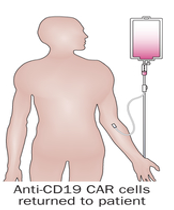 Anti-CD19 CAR cells
returned to patient